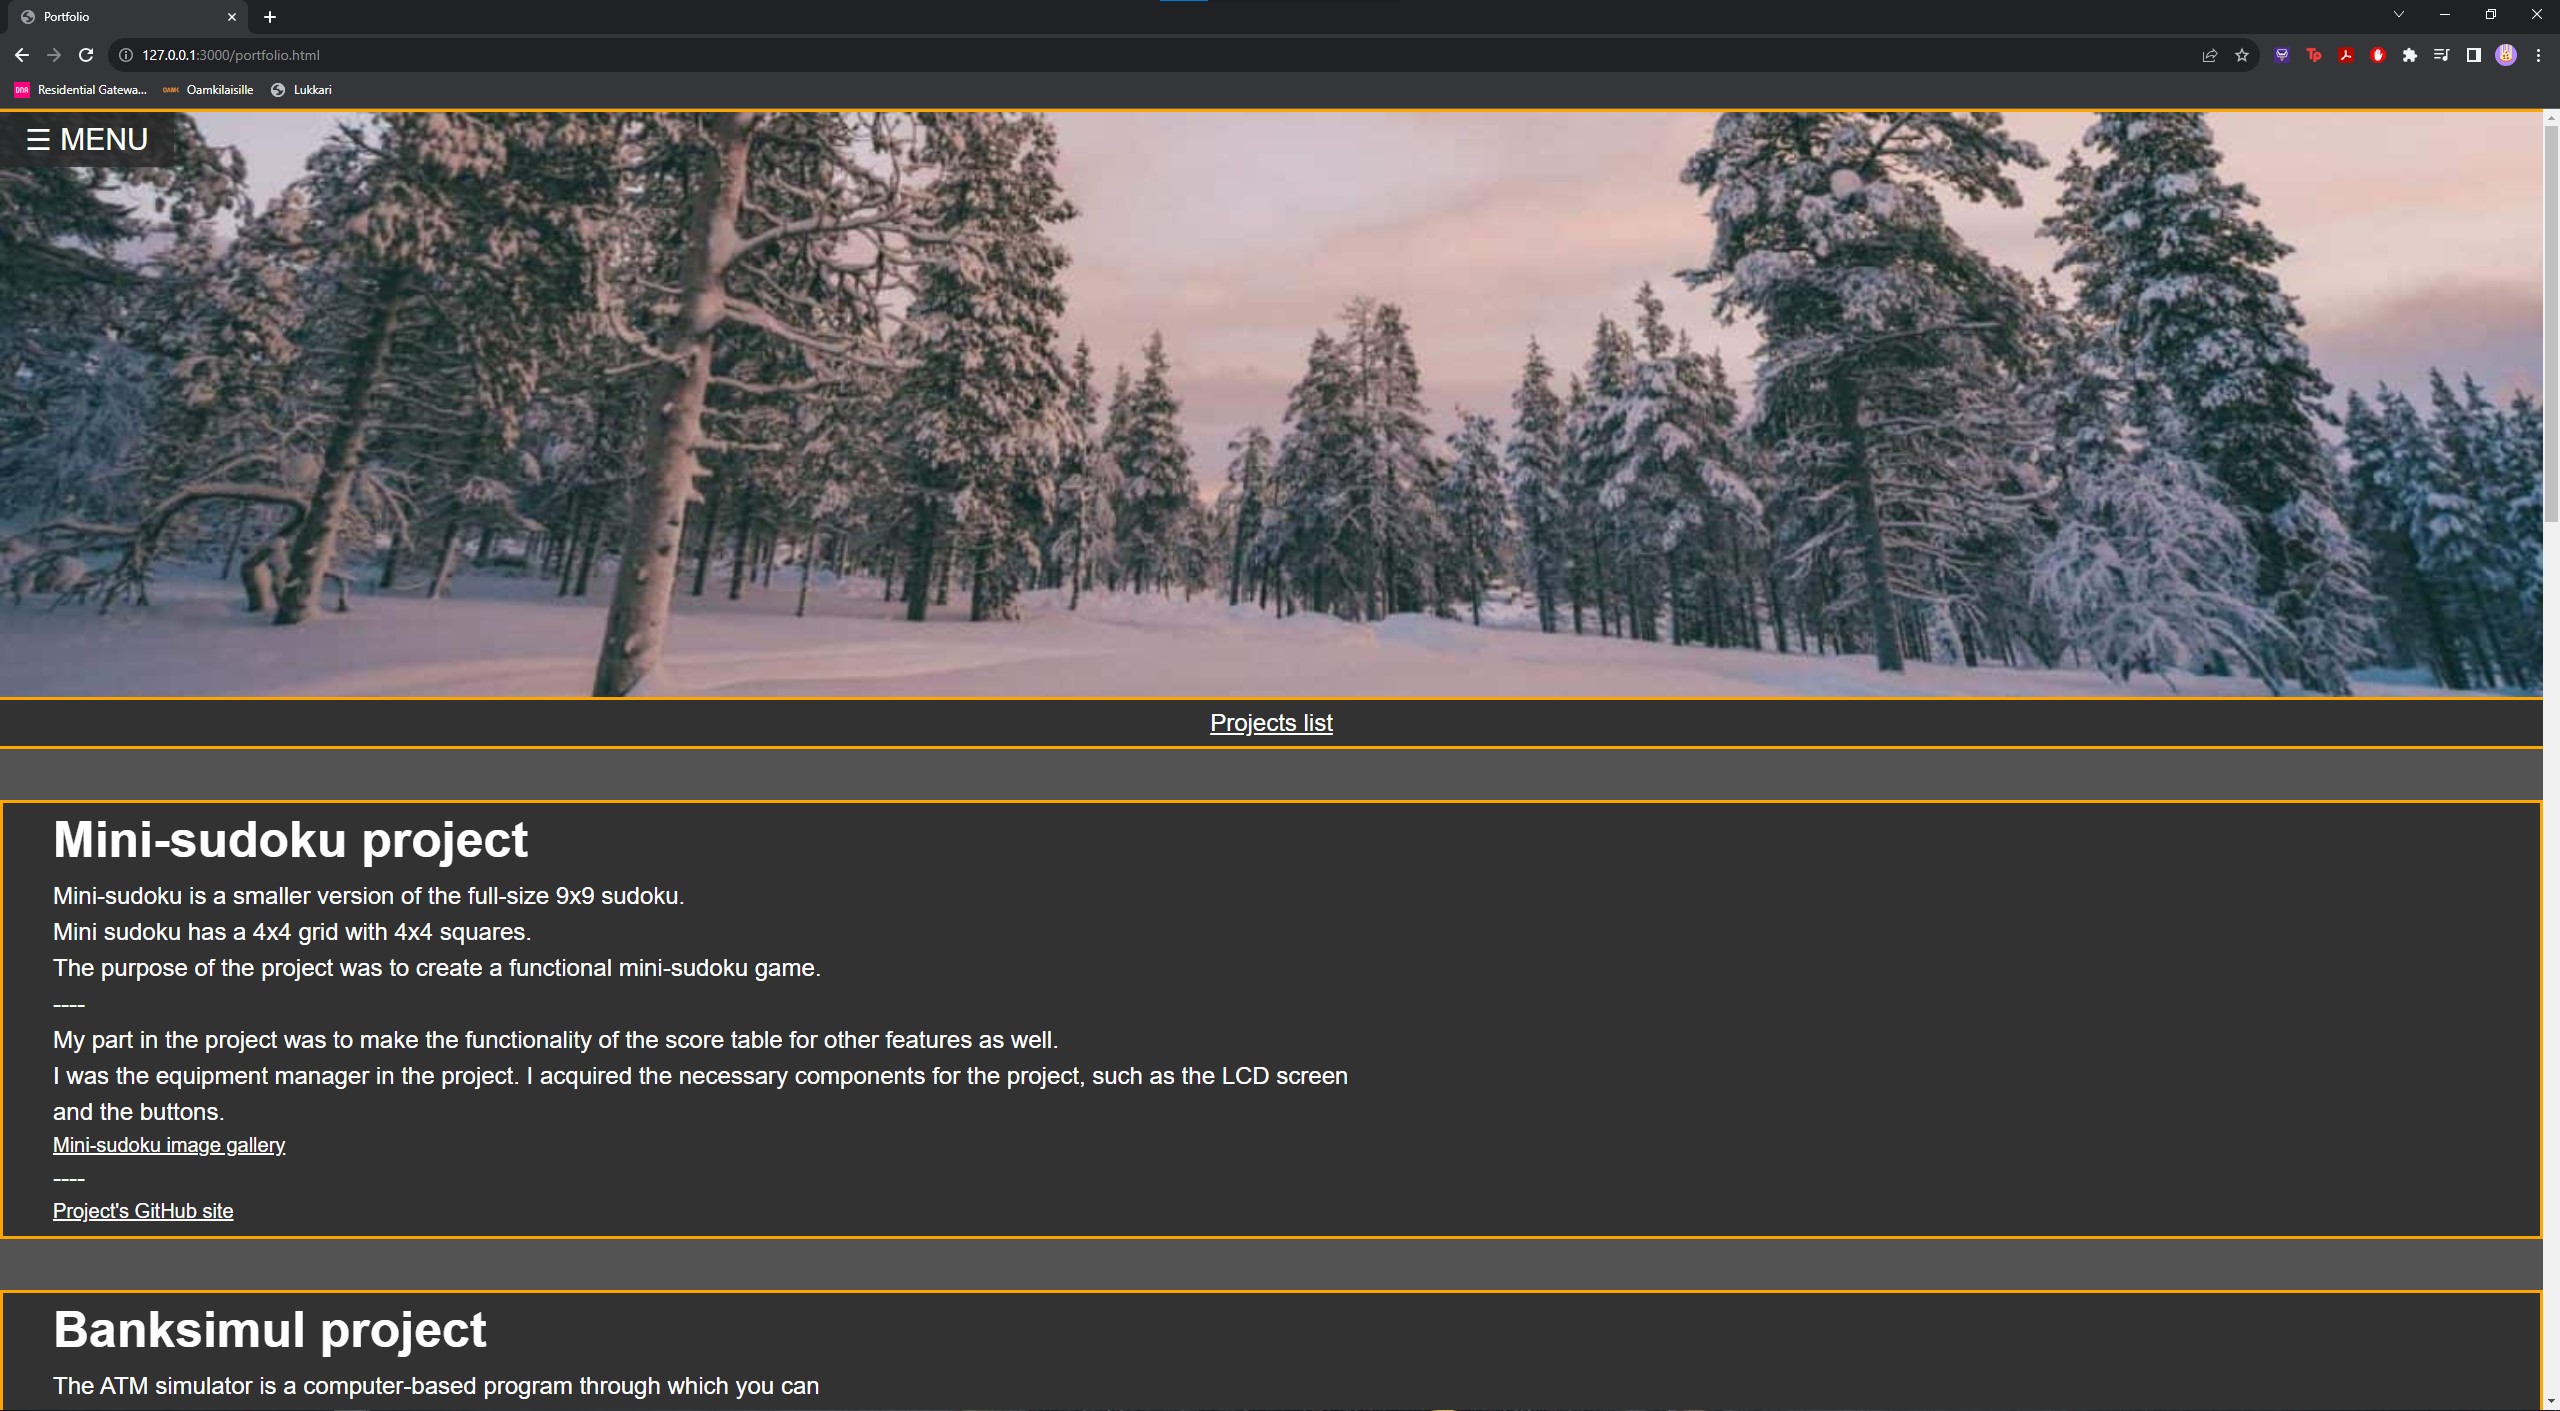 Portfolio
127.0.0.1:3000/portfolio.html
Tp
DNA Residential Gatewa... OAMK Oamkilaisille Lukkari
☰ MENU
Projects list
Mini-sudoku project
Mini-sudoku is a smaller version of the full-size 9x9 sudoku.
Mini sudoku has a 4x4 grid with 4x4 squares.
The purpose of the project was to create a functional mini-sudoku game.
----
My part in the project was to make the functionality of the score table for other features as well.
I was the equipment manager in the project. I acquired the necessary components for the project, such as the LCD screen
and the buttons.
Mini-sudoku image gallery
----
Project's GitHub site
Banksimul project
The ATM simulator is a computer-based program through which you can